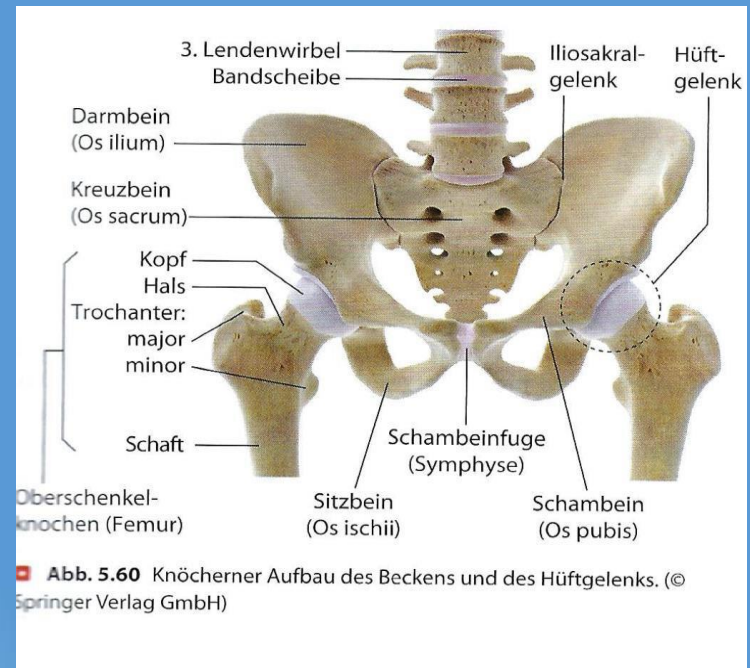 3. Lendenwirbel
Bandscheibe
Iliosakral-
gelenk
Hüft-
gelenk
Darmbein
(Os ilium)
Kreuzbein
(Os sacrum)
Kopf
Hals
Trochanter:
major
minor
Schaft
Oberschenkel-
knochen (Femur)
Schambeinfuge
(Symphyse)
Sitzbein
(Os ischii)
Schambein
(Os pubis)
Abb. 5.60 Knöcherner Aufbau des Beckens und des Hüftgelenks. (©
Springer Verlag GmbH)